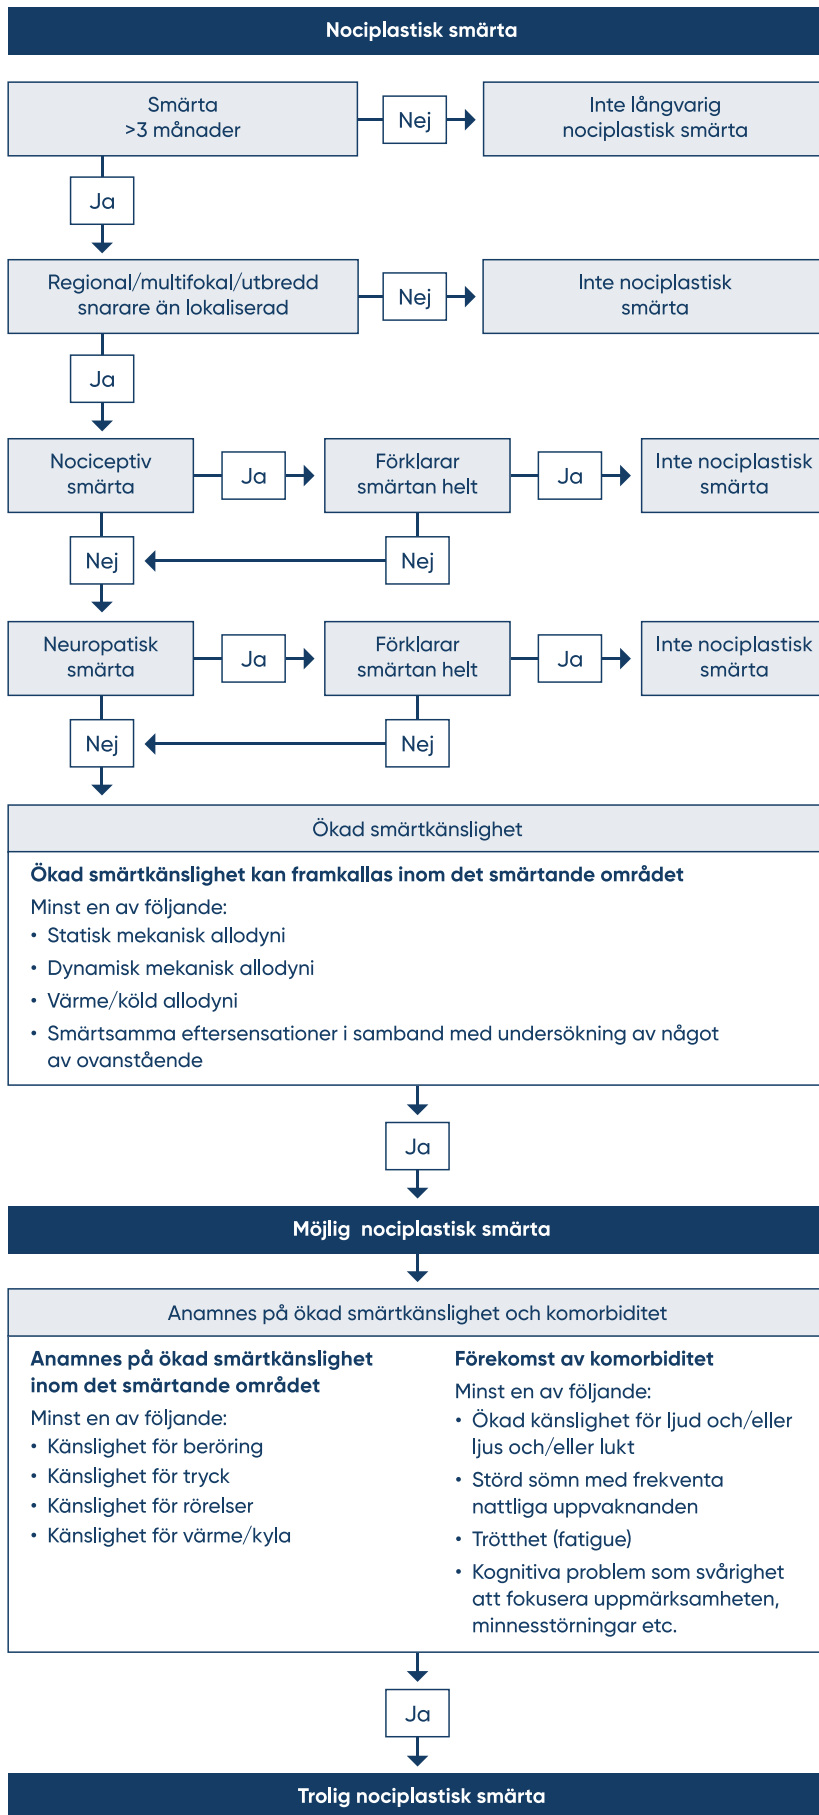 Nociplastisk smärta
Smärta
>3 månader
Nej
Inte långvarig
nociplastisk smärta
Ja
Regional/multifokal/utbredd
snarare än lokaliserad
Nej
Inte nociplastisk
smärta
Ja
Nociceptiv
smärta
Ja
Förklarar
smärtan helt
Ja
Inte nociplastisk
smärta
Nej
Nej
Neuropatisk
smärta
Ja
Förklarar
smärtan helt
Ja
Inte nociplastisk
smärta
Nej
Nej
Ökad smärtkänslighet
Ökad smärtkänslighet kan framkallas inom det smärtande området
Minst en av följande:
• Statisk mekanisk allodyni
• Dynamisk mekanisk allodyni
• Värme/köld allodyni
• Smärtsamma eftersensationer i samband med undersökning av något
av ovanstående
Ja
Möjlig nociplastisk smärta
Anamnes på ökad smärtkänslighet och komorbiditet
Anamnes på ökad smärtkänslighet
inom det smärtande området
Minst en av följande:
• Känslighet för beröring
• Känslighet för tryck
• Känslighet för rörelser
• Känslighet för värme/kyla
Förekomst av komorbiditet
Minst en av följande:
• Ökad känslighet för ljud och/eller
ljus och/eller lukt
• Störd sömn med frekventa
nattliga uppvaknanden
• Trötthet (fatigue)
• Kognitiva problem som svårighet
att fokusera uppmärksamheten,
minnesstörningar etc.
Ja
Trolig nociplastisk smärta